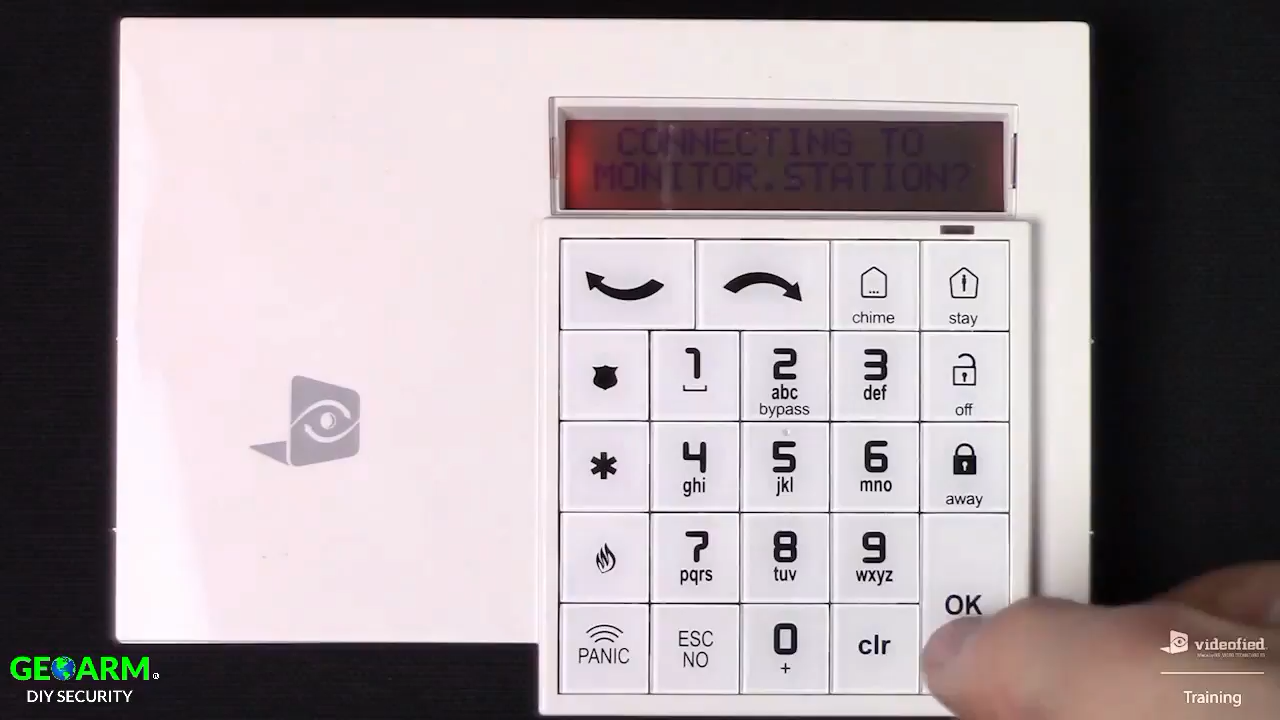 CONNECTING TO
MONITOR.STATION?
chime
stay
1
2
abc
bypass
3
def
off
4
ghi
5
jkl
6
mno
away
7
pqrs
8
tuv
9
wxyz
OK
PANIC
ESC
NO
0
+
clr
GEOARM®
DIY SECURITY
videofied
Training